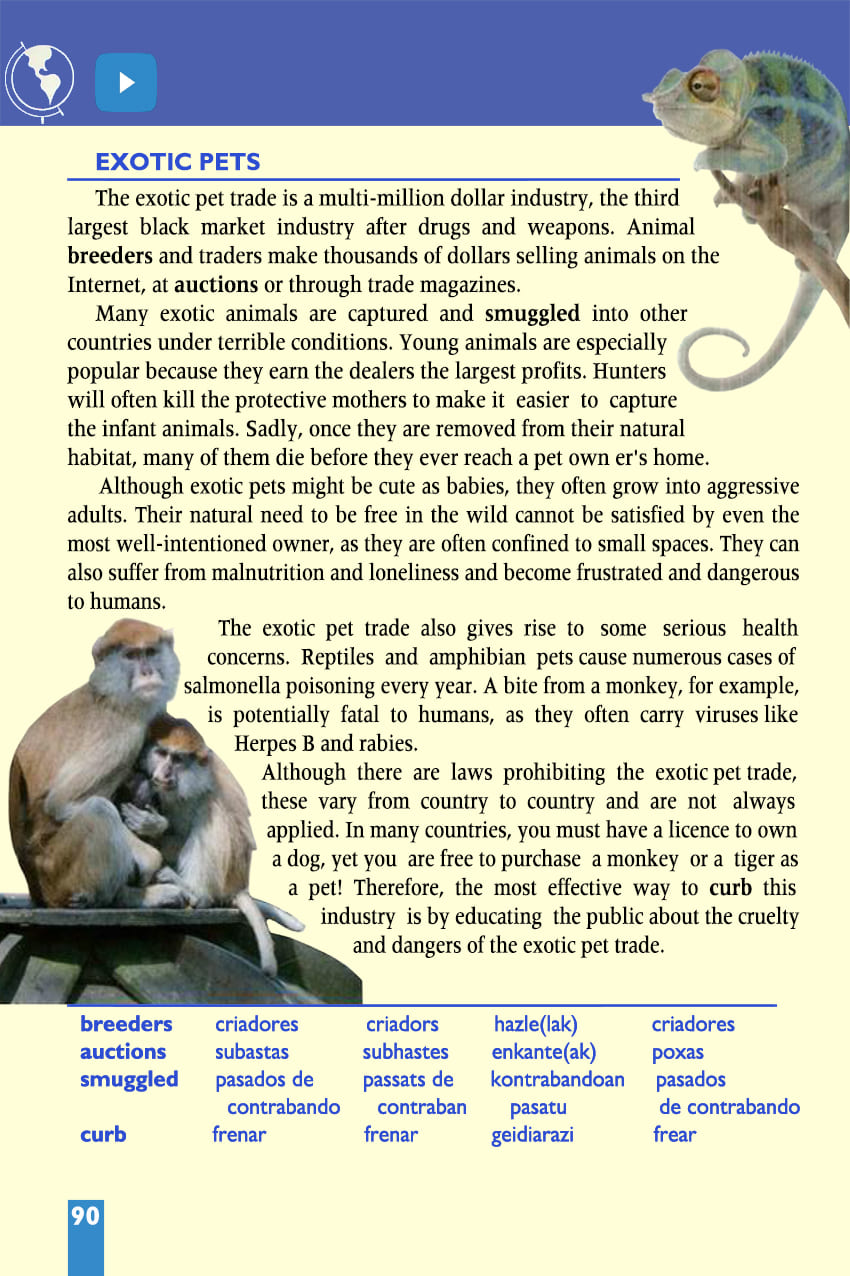 EXOTIC PETS
The exotic pet trade is a multi-million dollar industry, the third
largest black market industry after drugs and weapons. Animal
breeders and traders make thousands of dollars selling animals on the
Internet, at auctions or through trade magazines.
Many exotic animals are captured and smuggled into other
countries under terrible conditions. Young animals are especially
popular because they earn the dealers the largest profits. Hunters
will often kill the protective mothers to make it easier to capture
the infant animals. Sadly, once they are removed from their natural
habitat, many of them die before they ever reach a pet own er's home.
Although exotic pets might be cute as babies, they often grow into aggressive
adults. Their natural need to be free in the wild cannot be satisfied by even the
most well-intentioned owner, as they are often confined to small spaces. They can
also suffer from malnutrition and loneliness and become frustrated and dangerous
to humans.
The exotic pet trade also gives rise to some serious health
concerns. Reptiles and amphibian pets cause numerous cases of
salmonella poisoning every year. A bite from a monkey, for example,
is potentially fatal to humans, as they often carry viruses like
Herpes B and rabies.
Although there are laws prohibiting the exotic pet trade,
these vary from country to country and are not always
applied. In many countries, you must have a licence to own
a dog, yet you are free to purchase a monkey or a tiger as
a pet! Therefore, the most effective way to curb this
industry is by educating the public about the cruelty
and dangers of the exotic pet trade.
breeders criadores criadors hazle(lak) criadores
auctions subastas subhastes enkante(ak) poxas
smuggled pasados de passats de kontrabandoan pasados
contrabando contraban pasatu de contrabando
curb frenar frenar geidiarazi frear
90